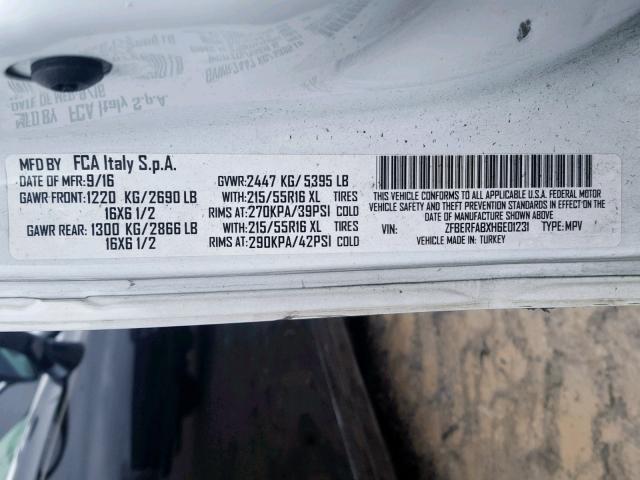 MFD BY FCA Italy S.p.A.
DATE OF MFD: 9/16 GVWR: 2447 KG/ 5395 LB
GAWR FRONT: 1220 KG/2690 LB WITH: 215/55R16 XL TIRES
16X6 1/2 RIMS AT: 270KPA/39PSI COLD
GAWR REAR: 1300 KG/2866 LB WITH: 215/55R16 XL TIRES
16X6 1/2 RIMS AT: 290KPA/42PSI COLD
THIS VEHICLE CONFORMS TO ALL APPLICABLE U.S.A. FEDERAL MOTOR
VEHICLE SAFETY AND THEFT PREVENTION STANDARDS IN EFFECT ON THE
DATE OF MANUFACTURE SHOWN ABOVE.
VIN: ZFBERFABXH6E01231 TYPE: MPV
VEHICLE MADE IN: TURKEY